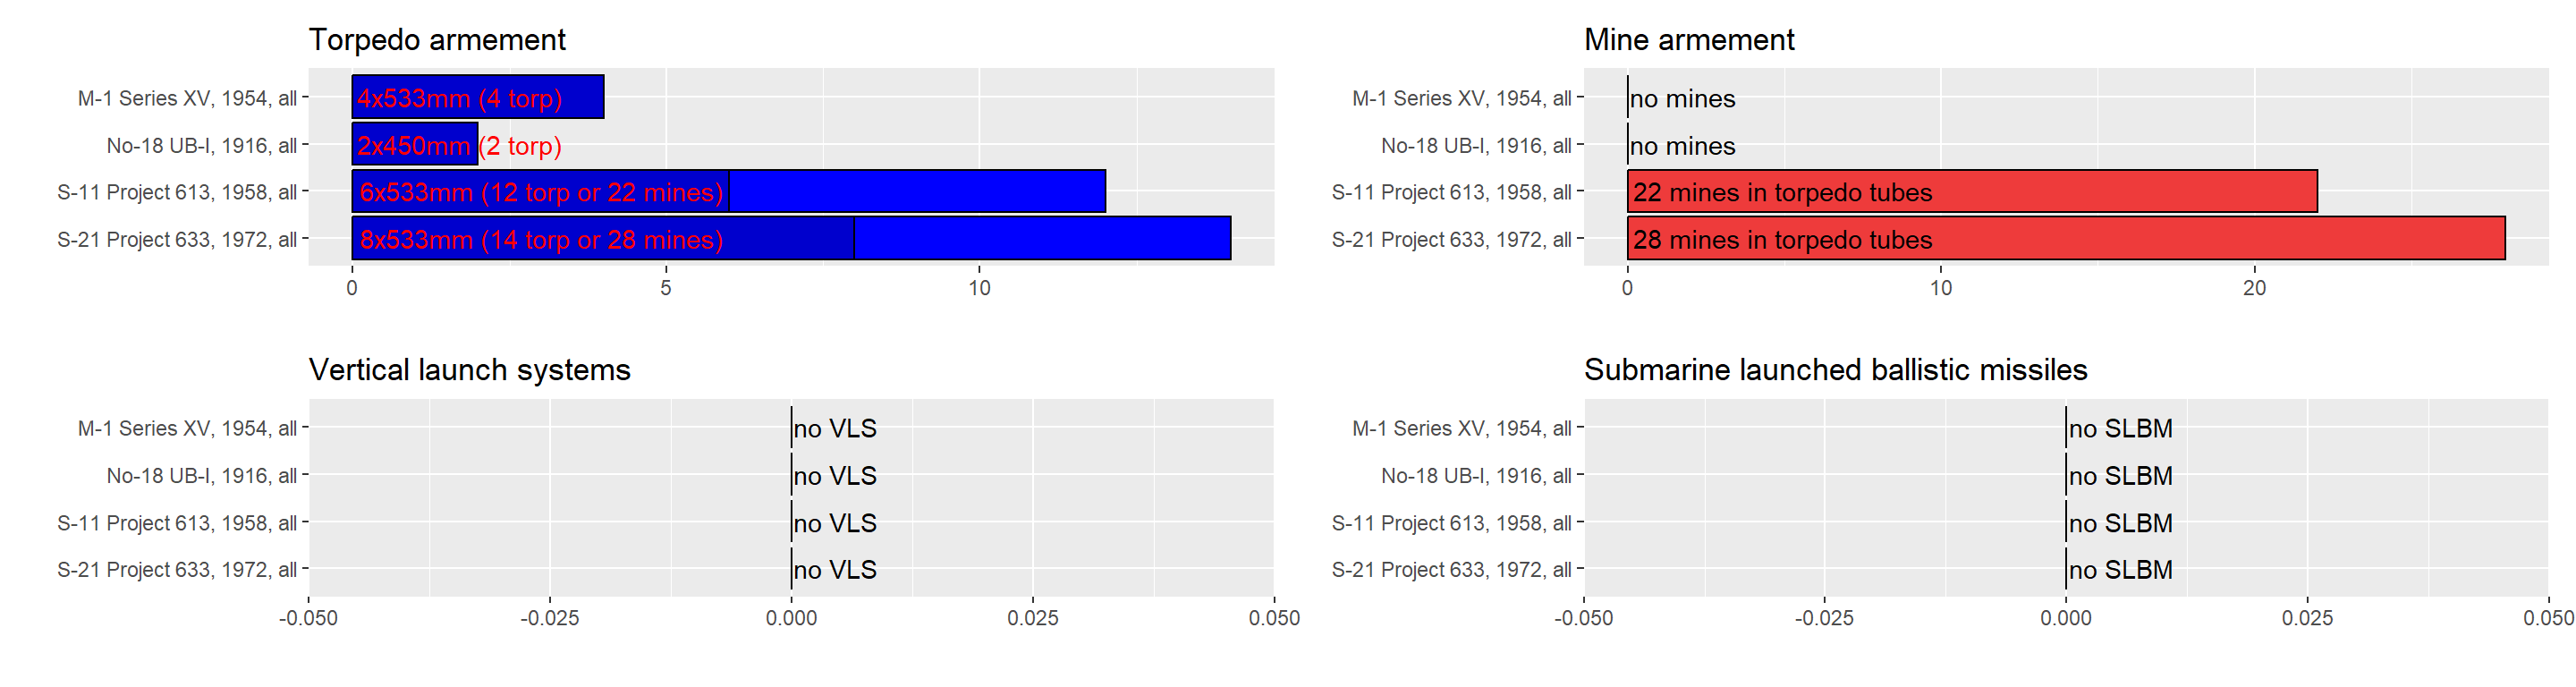 Torpedo armement
M-1 Series XV, 1954, all
4x533mm (4 torp)
No-18 UB-I, 1916, all
2x450mm (2 torp)
S-11 Project 613, 1958, all
6x533mm (12 torp or 22 mines)
S-21 Project 633, 1972, all
8x533mm (14 torp or 28 mines)
0 5 10
Mine armement
M-1 Series XV, 1954, all
no mines
No-18 UB-I, 1916, all
no mines
S-11 Project 613, 1958, all
22 mines in torpedo tubes
S-21 Project 633, 1972, all
28 mines in torpedo tubes
0 10 20
Vertical launch systems
M-1 Series XV, 1954, all
no VLS
No-18 UB-I, 1916, all
no VLS
S-11 Project 613, 1958, all
no VLS
S-21 Project 633, 1972, all
no VLS
-0.050 -0.025 0.000 0.025 0.050
Submarine launched ballistic missiles
M-1 Series XV, 1954, all
no SLBM
No-18 UB-I, 1916, all
no SLBM
S-11 Project 613, 1958, all
no SLBM
S-21 Project 633, 1972, all
no SLBM
-0.050 -0.025 0.000 0.025 0.050